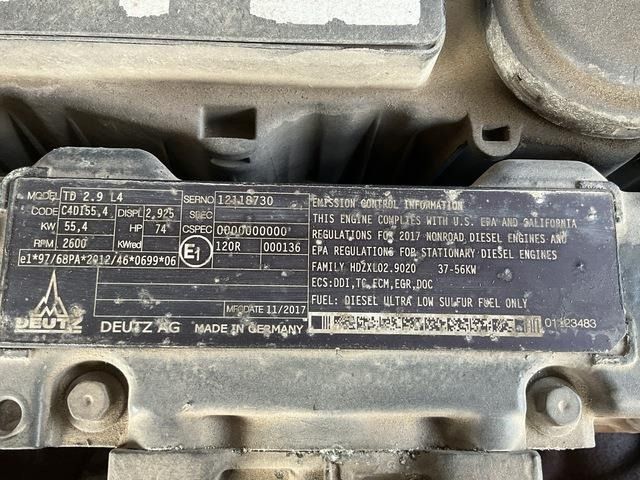 MODEL TD 2.9 L4 SERNO 12118730
CODE C4DI55,4 DISPL 2,925 SPEC
KW 55,4 HP 74 CSPEC 0000000000
RPM 2600 KWred E1 120R 000136
e1*97/68PA*2012/46*0699*06
MFGDATE 11/2017
DEUTZ DEUTZ AG MADE IN GERMANY
EMISSION CONTROL INFORMATION
THIS ENGINE COMPLIES WITH U.S. EPA AND CALIFORNIA
REGULATIONS FOR 2017 NONROAD DIESEL ENGINES AND
EPA REGULATIONS FOR STATIONARY DIESEL ENGINES
FAMILY HDZXL02.9020 37-56KW
ECS:DDI,TC,ECM,EGR,DOC
FUEL: DIESEL ULTRA LOW SULFUR FUEL ONLY